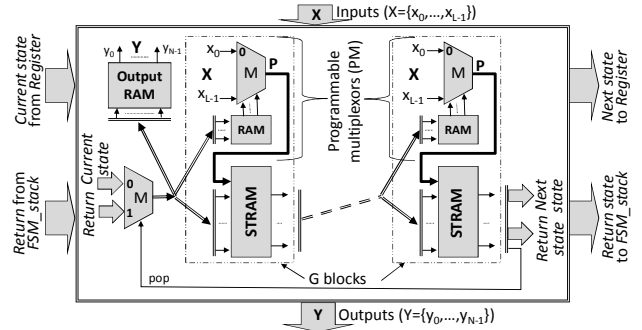 X Inputs (X={x0,...,xL-1})
Current state
from Register
Return from
FSM_stack
y0 Y yN-1
Output
RAM
Return Current
state
0
M
1
pop
X
x0
0
M
P
xL-1
RAM
STRAM
Programmable
multiplexors (PM)
X
x0
0
M
P
xL-1
RAM
STRAM
G blocks
Return Next
state state
Next state
to Register
Return state
to FSM_stack
Y Outputs (Y={y0,...,yN-1})